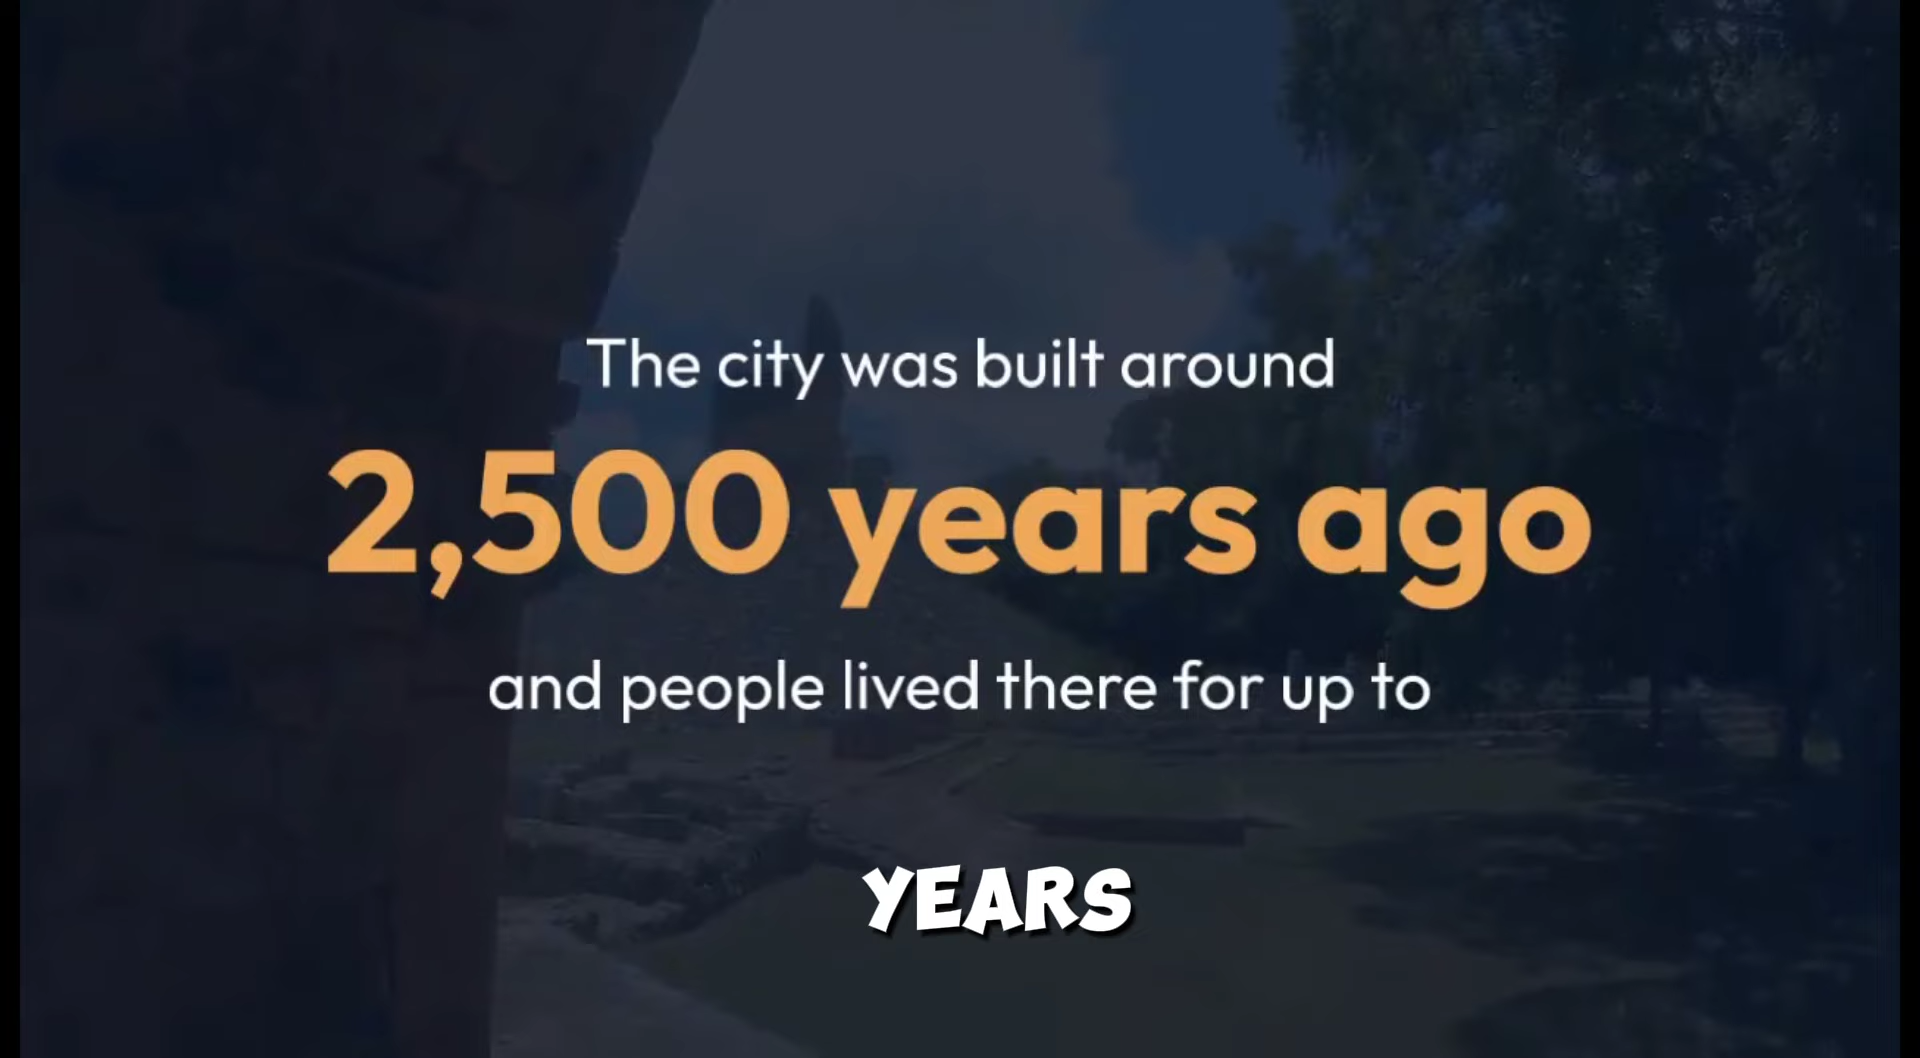 The city was built around
2,500 years ago
and people lived there for up to
YEARS